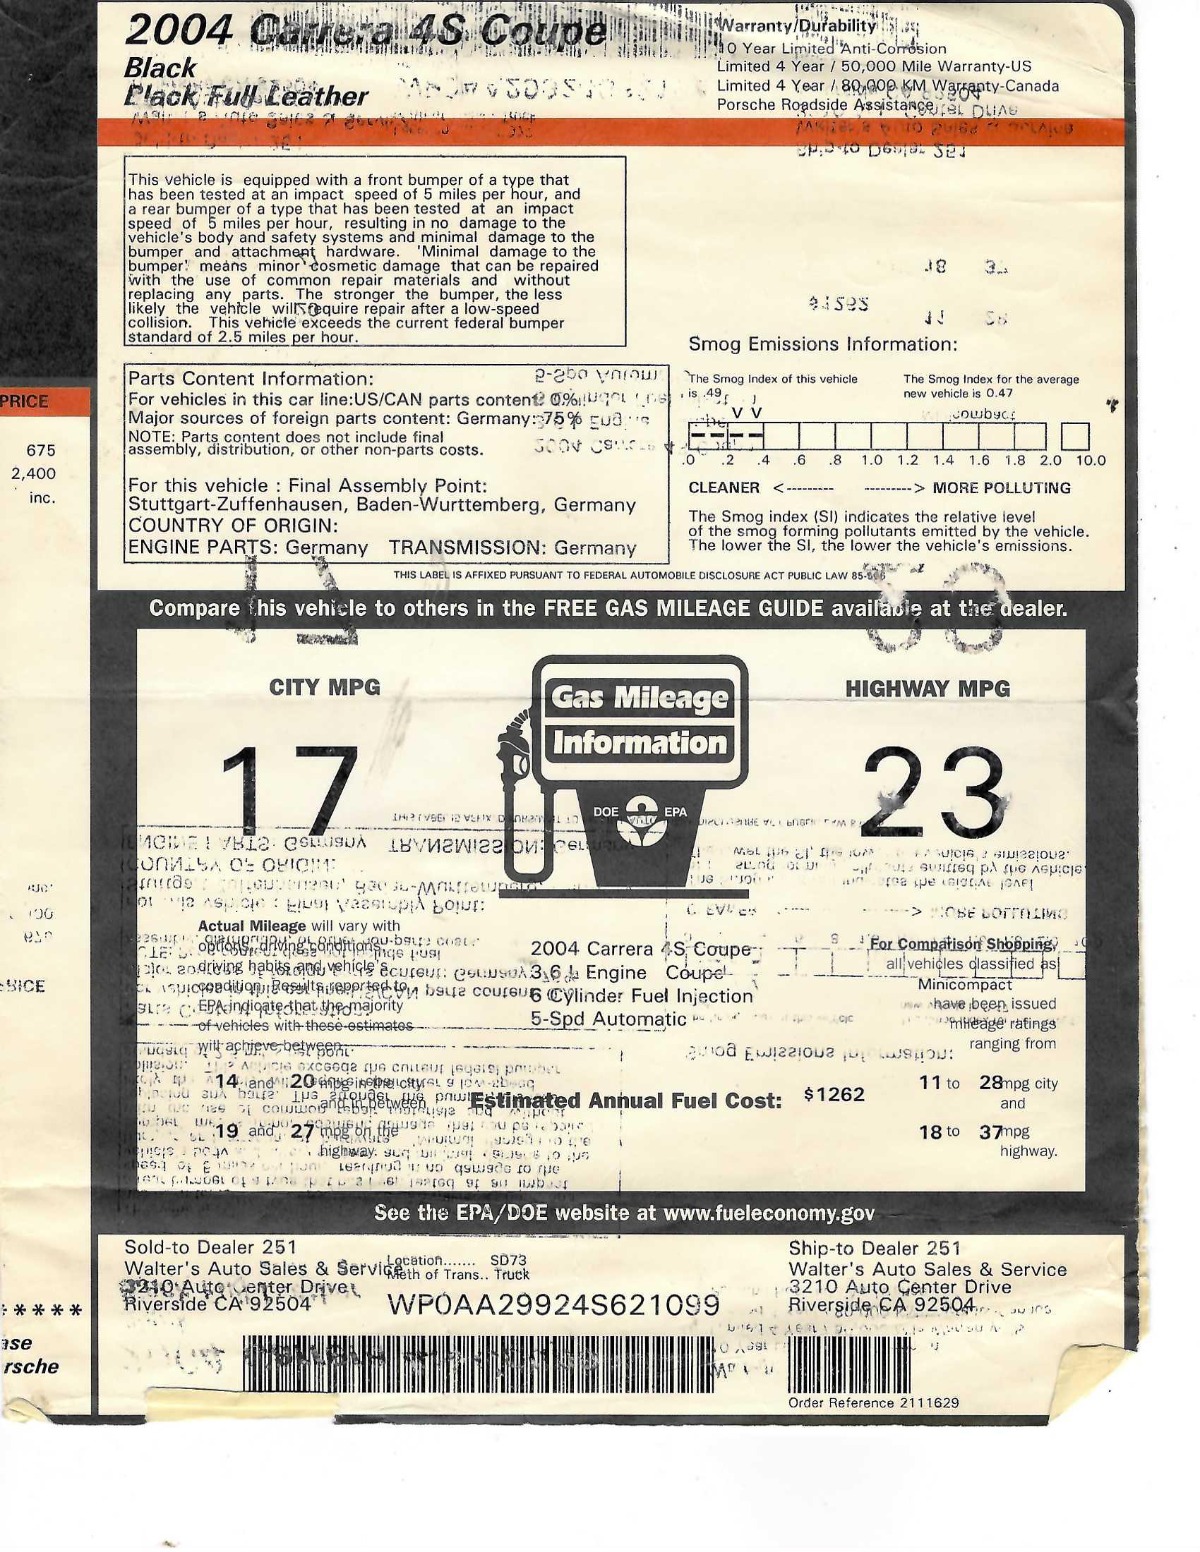 2004 Carrera 4S Coupe
Black
Black Full Leather
Warranty/Durability
10 Year Limited Anti-Corrosion
Limited 4 Year / 50,000 Mile Warranty-US
Limited 4 Year / 80,000 KM Warranty-Canada
Porsche Roadside Assistance
This vehicle is equipped with a front bumper of a type that
has been tested at an impact speed of 5 miles per hour, and
a rear bumper of a type that has been tested at an impact
speed of 5 miles per hour, resulting in no damage to the
vehicle's body and safety systems and minimal damage to the
bumper and attachment hardware. 'Minimal damage to the
bumper' means minor cosmetic damage that can be repaired
with the use of common repair materials and without
replacing any parts. The stronger the bumper, the less
likely the vehicle will require repair after a low-speed
collision. This vehicle exceeds the current federal bumper
standard of 2.5 miles per hour.
Parts Content Information:
For vehicles in this car line:US/CAN parts content: 0%
Major sources of foreign parts content: Germany: 75%
NOTE: Parts content does not include final
assembly, distribution, or other non-parts costs.
For this vehicle : Final Assembly Point:
Stuttgart-Zuffenhausen, Baden-Wurttemberg, Germany
COUNTRY OF ORIGIN:
ENGINE PARTS: Germany TRANSMISSION: Germany
Smog Emissions Information:
The Smog Index of this vehicle
is .49
The Smog Index for the average
new vehicle is 0.47
V V
.0 .2 .4 .6 .8 1.0 1.2 1.4 1.6 1.8 2.0 10.0
CLEANER <--------- --------> MORE POLLUTING
The Smog index (SI) indicates the relative level
of the smog forming pollutants emitted by the vehicle.
The lower the SI, the lower the vehicle's emissions.
THIS LABEL IS AFFIXED PURSUANT TO FEDERAL AUTOMOBILE DISCLOSURE ACT PUBLIC LAW 85-506
PRICE
675
2,400
inc.
Compare this vehicle to others in the FREE GAS MILEAGE GUIDE available at the dealer.
CITY MPG
17
Gas Mileage
Information
DOE EPA
HIGHWAY MPG
23
Actual Mileage will vary with
options, driving conditions,
driving habits and vehicle's
condition. Results reported to
EPA indicate that the majority
of vehicles with these estimates
will achieve between
14 and 20 mpg in the city
and to between
19 and 27 mpg on the
highway.
2004 Carrera 4S Coupe
3.6 L Engine Coupe
6 Cylinder Fuel Injection
5-Spd Automatic
Estimated Annual Fuel Cost: $1262
For Comparison Shopping,
all vehicles classified as
Minicompact
have been issued
mileage ratings
ranging from
11 to 28 mpg city
and
18 to 37 mpg
highway.
See the EPA/DOE website at www.fueleconomy.gov
Sold-to Dealer 251
Walter's Auto Sales & Service
3210 Auto Center Drive
Riverside CA 92504
Location....... SD73
Meth of Trans.. Truck
WP0AA29924S621099
Ship-to Dealer 251
Walter's Auto Sales & Service
3210 Auto Center Drive
Riverside CA 92504
Order Reference 2111629
*****
rsche